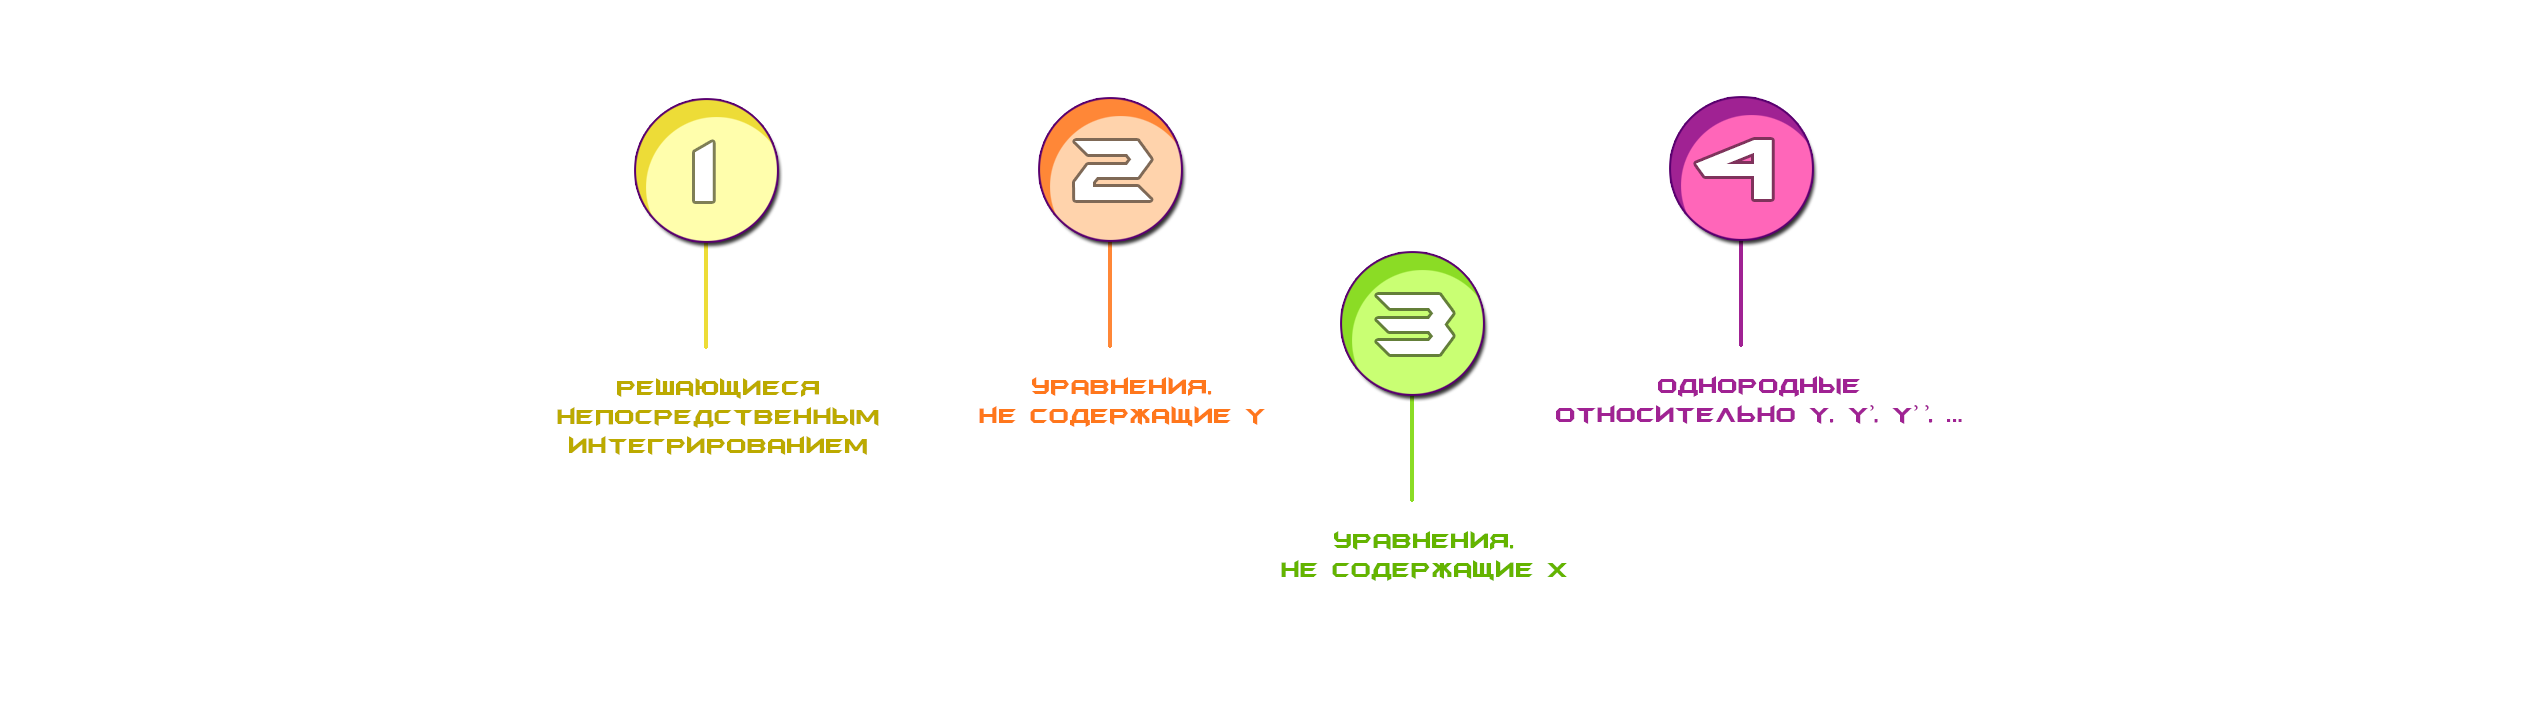 1
РЕШАЮЩИЕСЯ
НЕПОСРЕДСТВЕННЫМ
ИНТЕГРИРОВАНИЕМ
2
УРАВНЕНИЯ,
НЕ СОДЕРЖАЩИЕ Y
3
УРАВНЕНИЯ,
НЕ СОДЕРЖАЩИЕ X
4
ОДНОРОДНЫЕ
ОТНОСИТЕЛЬНО Y, Y', Y'', ...